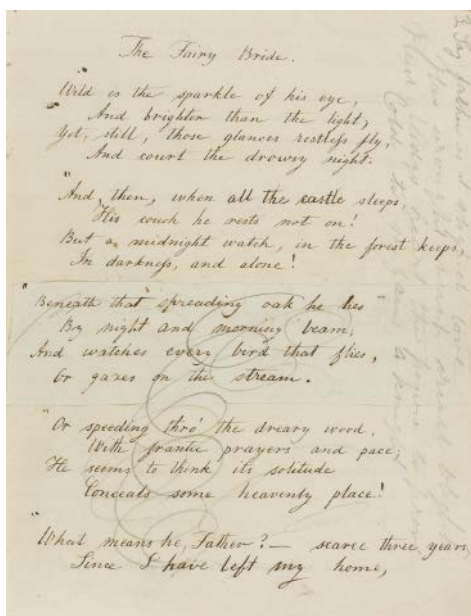 The Fairy Bride.
"Wild is the sparkle of his eye,
And brighter than the light;
Yet, still, those glances restless fly,
And court the drowsy night.
"And, then, when all the castle sleeps,
His couch he rests not on!
But a midnight watch, in the forest keeps,
In darkness, and alone!
"Beneath that spreading oak he lies
By night and morning beam;
And watches every bird that flies,
Or gazes on the stream.
"Or speeding thro' the dreary wood,
With frantic prayers and pace;
He seems to think its solitude
Conceals some heavenly place!
"What means he, Father? — scarce three years,
Since I have left my home,